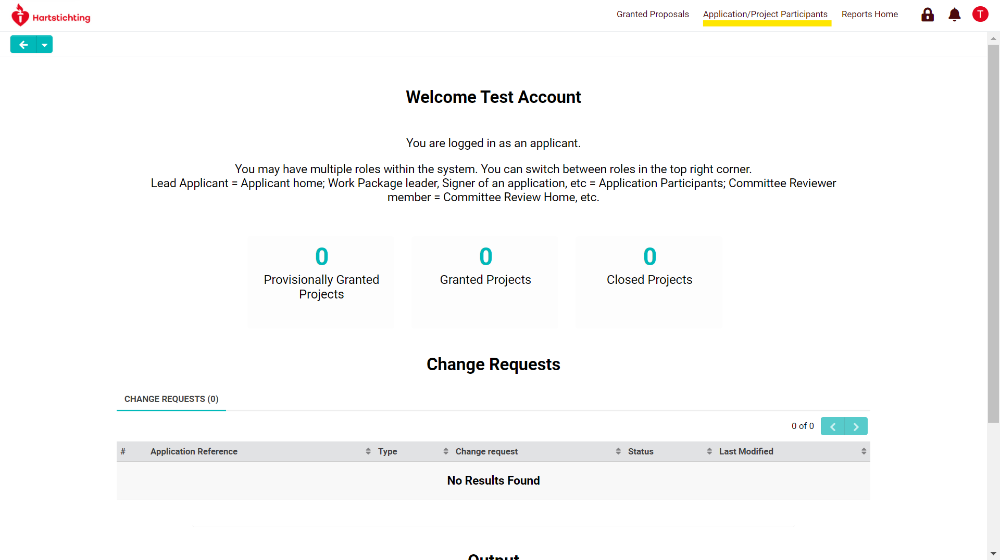 Hartstichting
Granted Proposals
Application/Project Participants
Reports Home
T
Welcome Test Account
You are logged in as an applicant.
You may have multiple roles within the system. You can switch between roles in the top right corner.
Lead Applicant = Applicant home; Work Package leader, Signer of an application, etc = Application Participants; Committee Reviewer
member = Committee Review Home, etc.
0
Provisionally Granted
Projects
0
Granted Projects
0
Closed Projects
Change Requests
CHANGE REQUESTS (0)
0 of 0
# Application Reference Type Change request Status Last Modified
No Results Found
Output